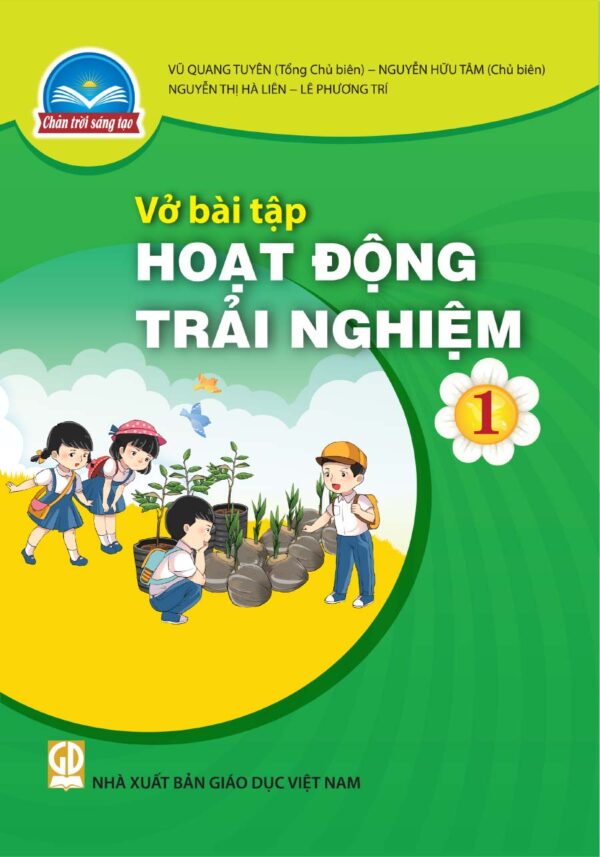 VŨ QUANG TUYÊN (Tổng Chủ biên) – NGUYỄN HỮU TÂM (Chủ biên)
NGUYỄN THỊ HÀ LIÊN – LÊ PHƯƠNG TRÍ
Chân trời sáng tạo
Vở bài tập
HOẠT ĐỘNG
TRẢI NGHIỆM
1
GD
NHÀ XUẤT BẢN GIÁO DỤC VIỆT NAM